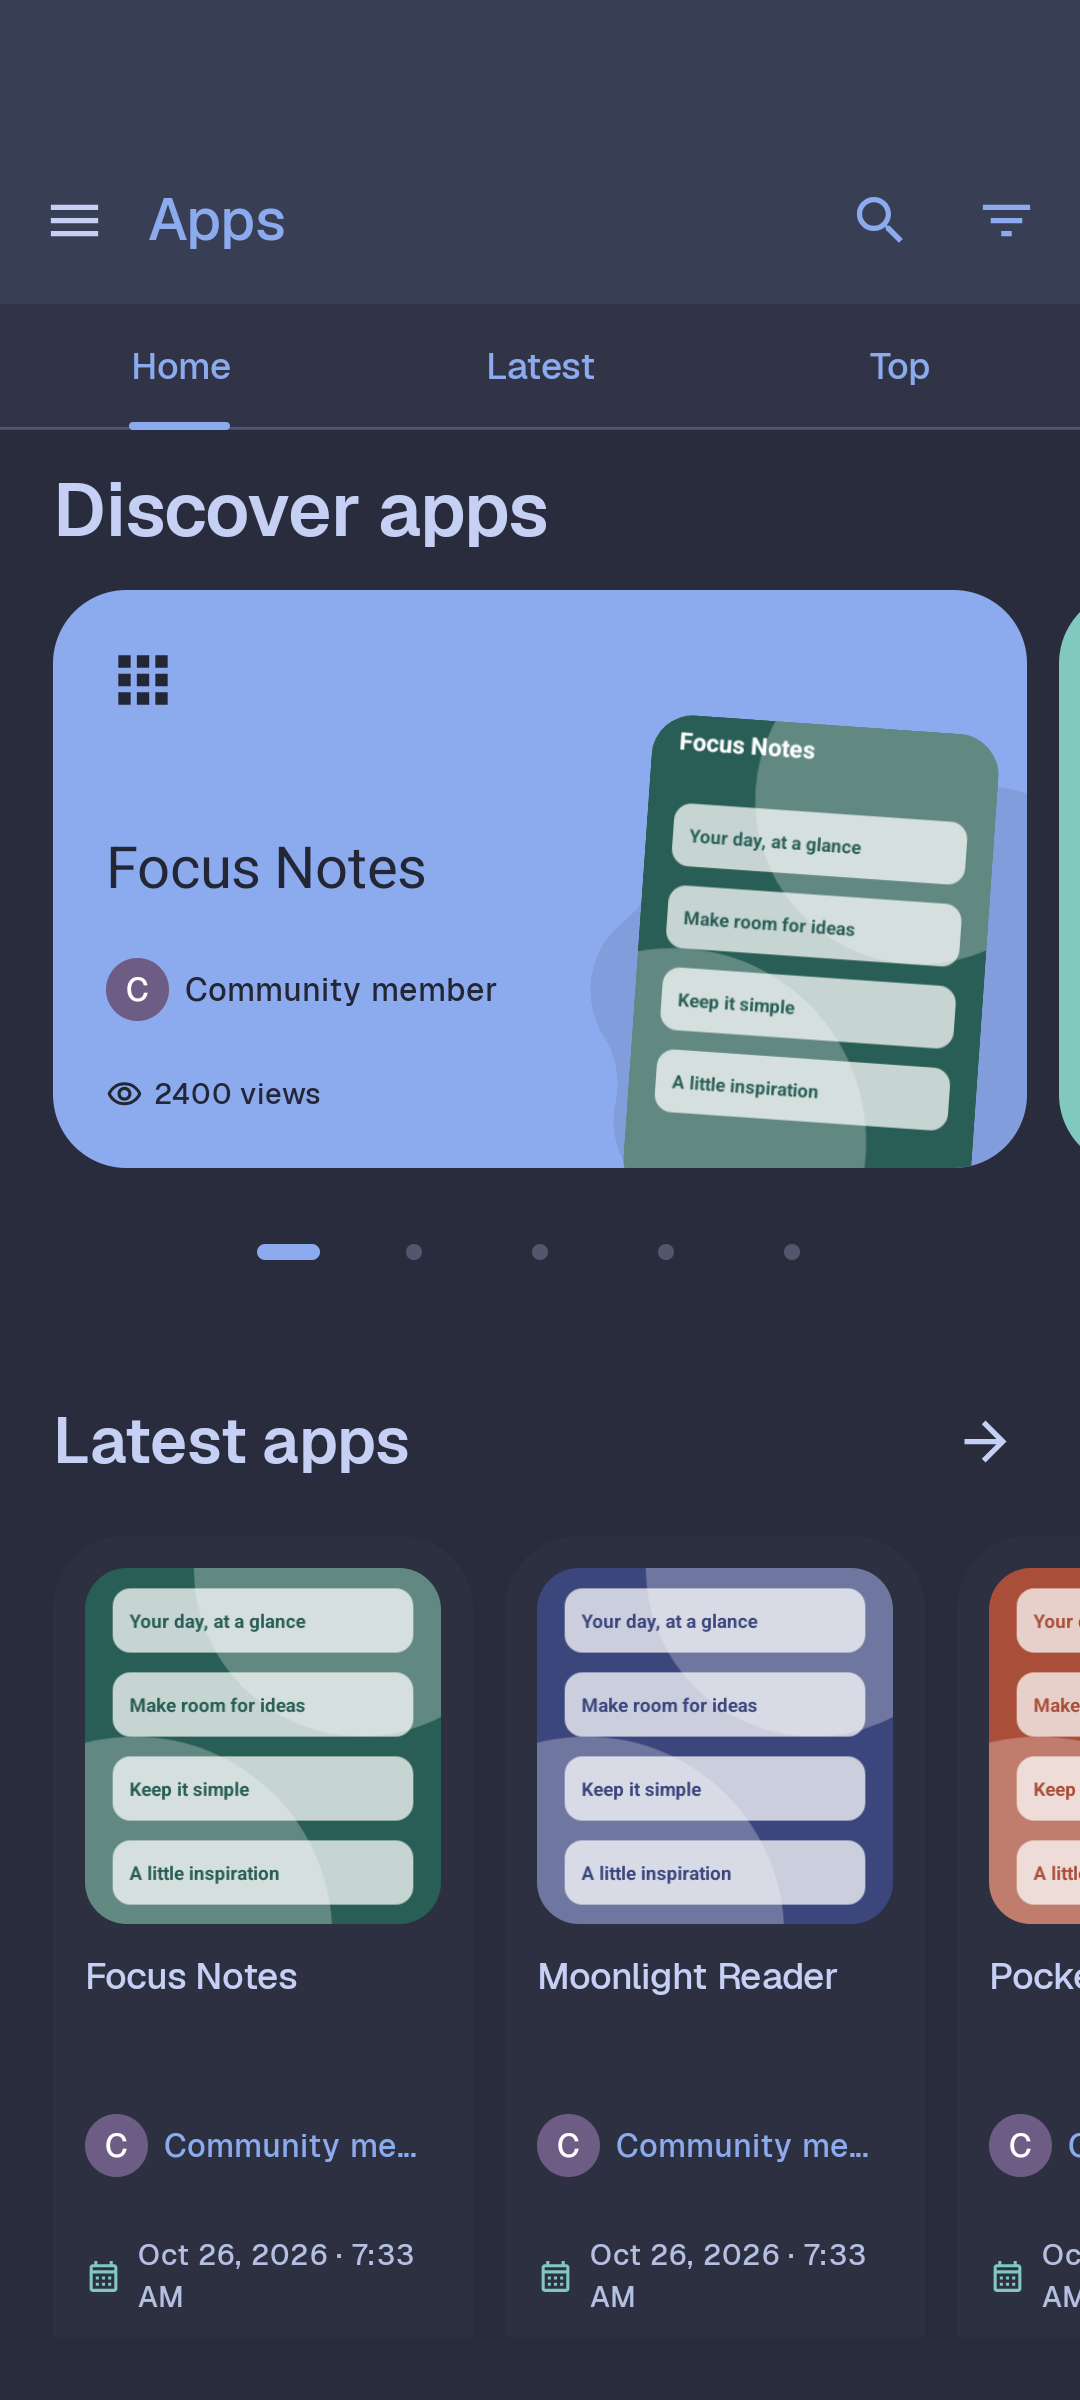 Apps
Home
Latest
Top
Discover apps
Focus Notes
C
Community member
2400 views
Focus Notes
Your day, at a glance
Make room for ideas
Keep it simple
A little inspiration
Latest apps
Your day, at a glance
Make room for ideas
Keep it simple
A little inspiration
Focus Notes
C
Community me...
Oct 26, 2026 · 7:33
AM
Your day, at a glance
Make room for ideas
Keep it simple
A little inspiration
Moonlight Reader
C
Community me...
Oct 26, 2026 · 7:33
AM
Your
Make
Keep
A
C